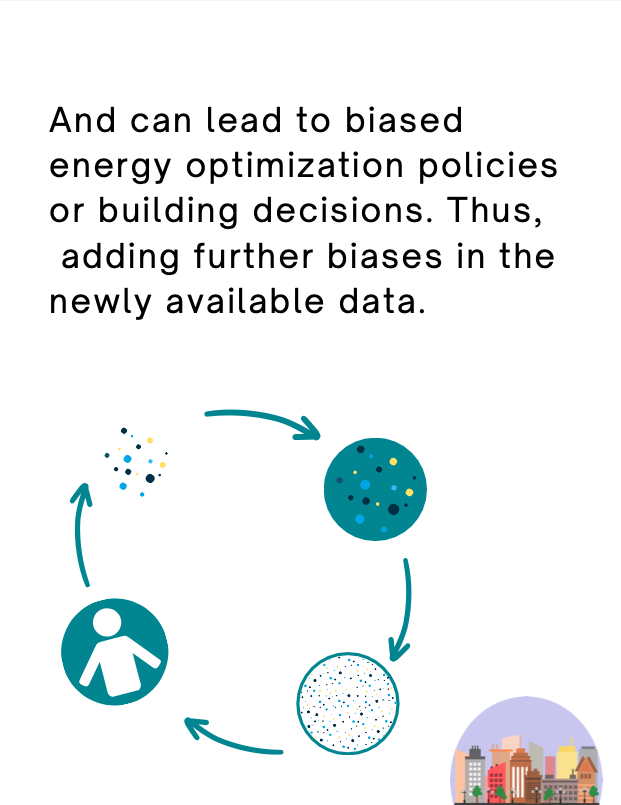 And can lead to biased
energy optimization policies
or building decisions. Thus,
adding further biases in the
newly available data.